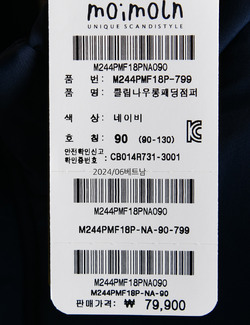 moimoln
UNIQUE SCANDISTYLE
M244PMF18PNA090
품 번: M244PMF18P-799
품 명: 클림나우롱패딩점퍼
색 상: 네이비
호 칭: 90 (90-130)
안전확인신고
확인증번호: CB014R731-3001
2024/06베트남
M244PMF18PNA090
M244PMF18P-NA-90-799
M244PMF18PNA090
M244PMF18P-NA-90
판매가격: ₩ 79,900